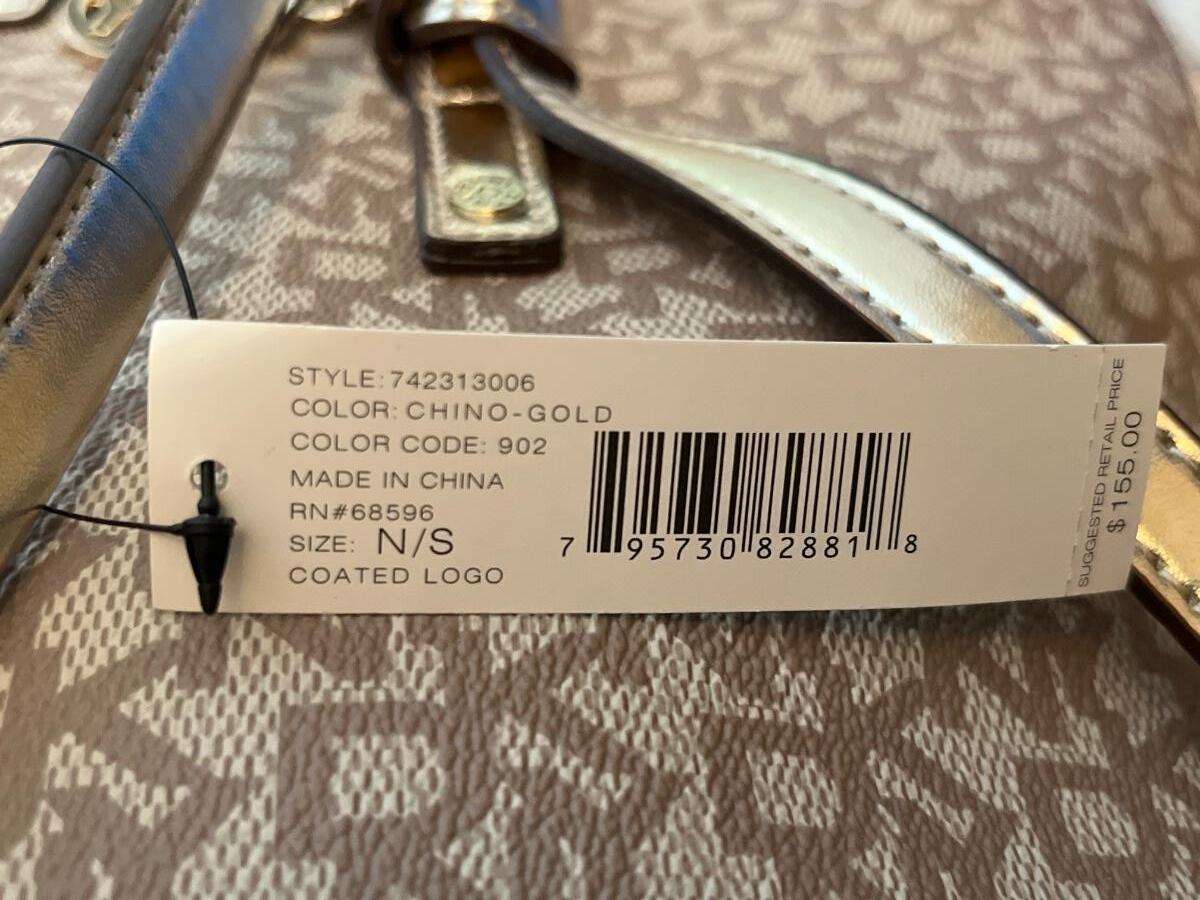 STYLE: 742313006
COLOR: CHINO-GOLD
COLOR CODE: 902
MADE IN CHINA
RN#68596
SIZE: N/S
COATED LOGO
7 95730 82881 8
SUGGESTED RETAIL PRICE
$ 155.00